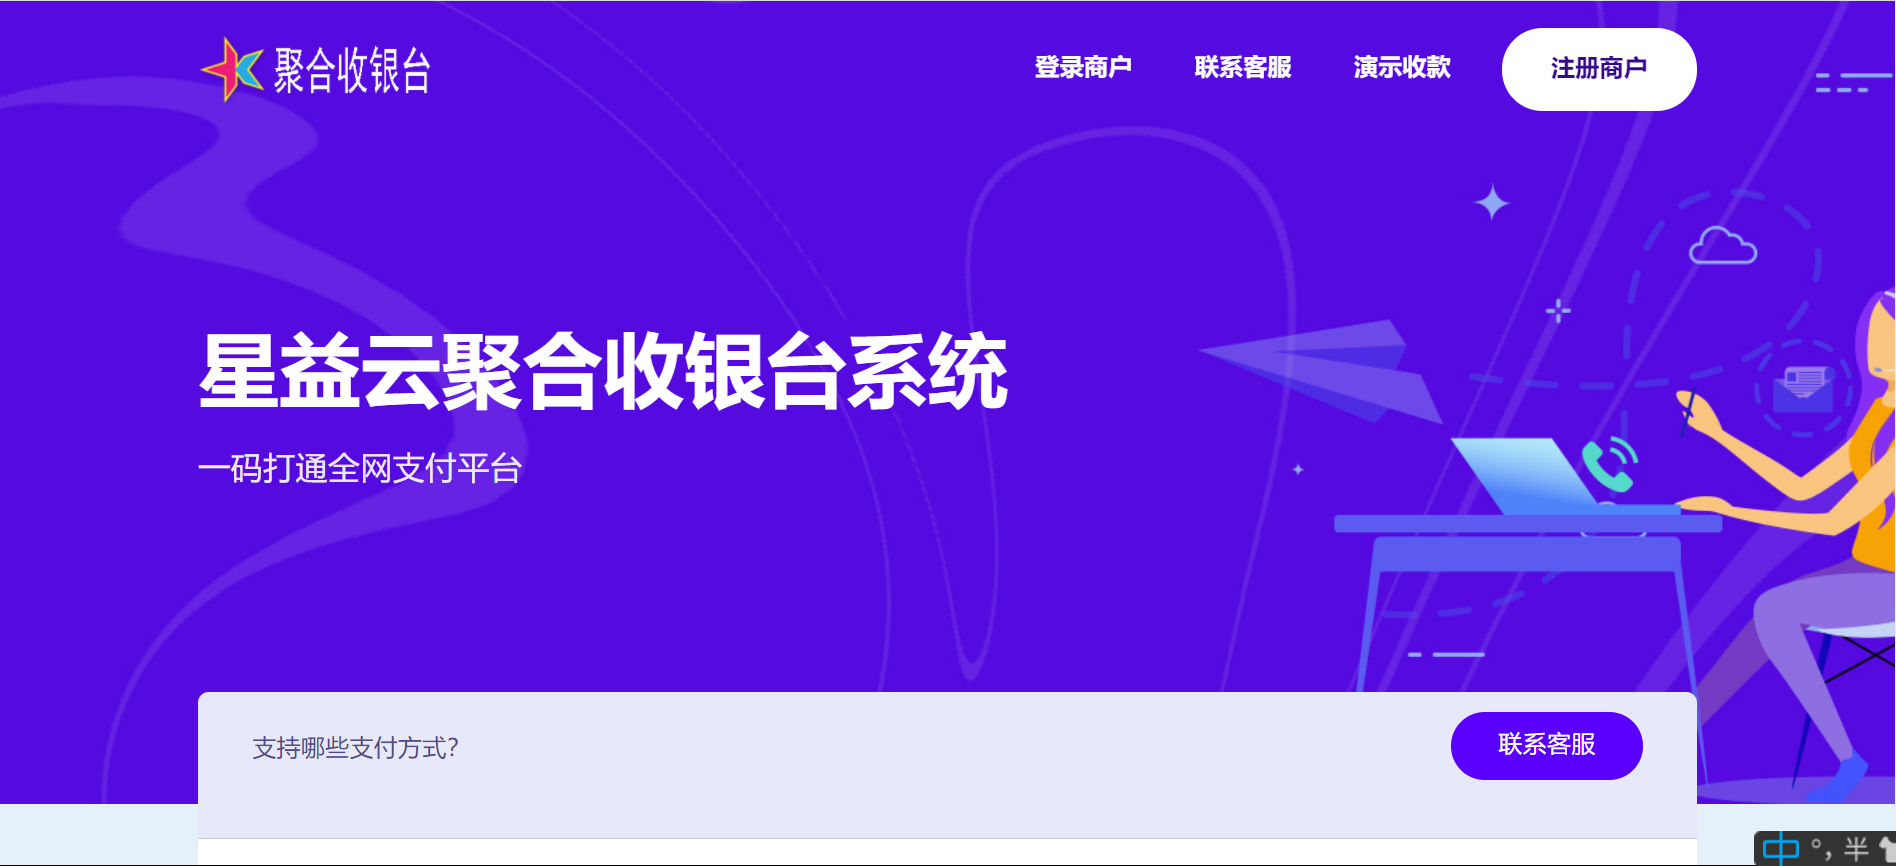 聚合收银台
登录商户
联系客服
演示收款
注册商户
星益云聚合收银台系统
一码打通全网支付平台
支持哪些支付方式?
联系客服
中 °, 半